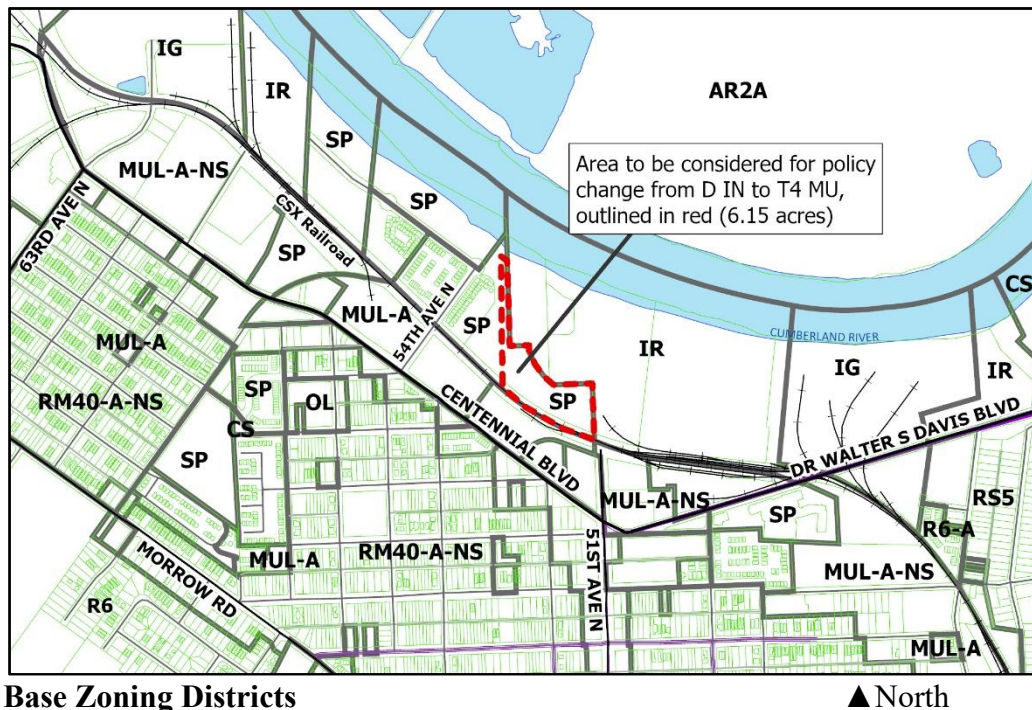 IG
IR
AR2A
SP
MUL-A-NS
Area to be considered for policy
change from D IN to T4 MU,
outlined in red (6.15 acres)
CSX Railroad
SP
63RD AVE N
SP
CS
MUL-A
54TH AVE N
SP
IR
CUMBERLAND RIVER
MUL-A
IG
IR
SP
OL
SP
RM40-A-NS
CS
CENTENNIAL BLVD
DR WALTER S DAVIS BLVD
SP
MUL-A-NS
SP
RS5
R6-A
MUL-A
RM40-A-NS
51ST AVE N
MUL-A-NS
MORROW RD
R6
MUL-A
Base Zoning Districts
▲North